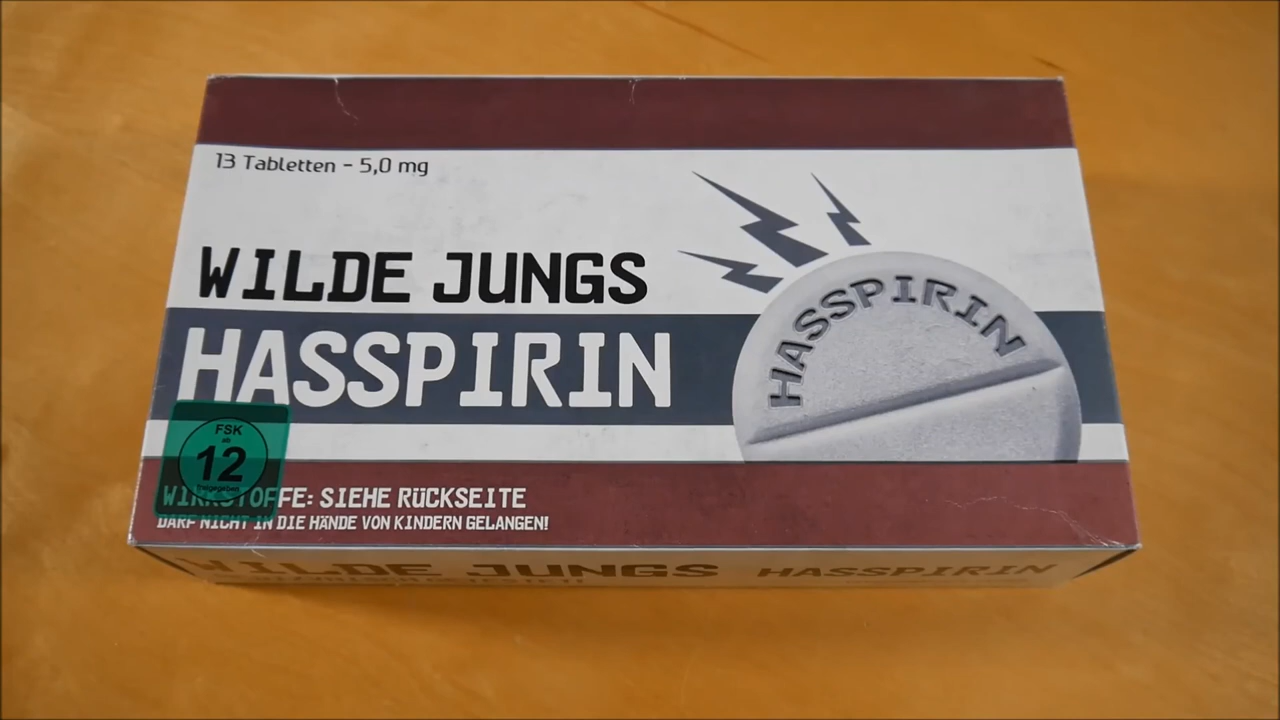 13 Tabletten - 5,0 mg
WILDE JUNGS
HASSPIRIN
HASSPIRIN
FSK
ab
12
freigegeben
WIRKSTOFFE: SIEHE RÜCKSEITE
DARF NICHT IN DIE HÄNDE VON KINDERN GELANGEN!
WILDE JUNGS HASSPIRIN